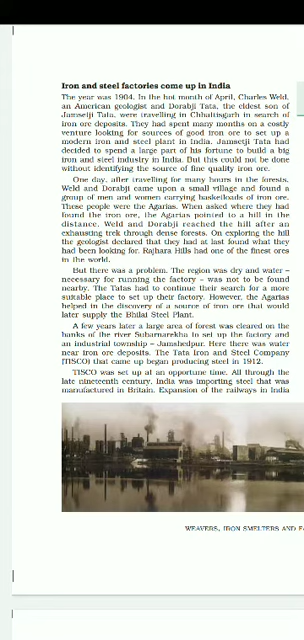 Iron and steel factories come up in India
The year was 1904. In the hot month of April, Charles Weld,
an American geologist and Dorabji Tata, the eldest son of
Jamsetji Tata, were travelling in Chhattisgarh in search of
iron ore deposits. They had spent many months on a costly
venture looking for sources of good iron ore to set up a
modern iron and steel plant in India. Jamsetji Tata had
decided to spend a large part of his fortune to build a big
iron and steel industry in India. But this could not be done
without identifying the source of fine quality iron ore.
One day, after travelling for many hours in the forests,
Weld and Dorabji came upon a small village and found a
group of men and women carrying basketloads of iron ore.
These people were the Agarias. When asked where they had
found the iron ore, the Agarias pointed to a hill in the
distance. Weld and Dorabji reached the hill after an
exhausting trek through dense forests. On exploring the hill
the geologist declared that they had at last found what they
had been looking for. Rajhara Hills had one of the finest ores
in the world.
But there was a problem. The region was dry and water –
necessary for running the factory – was not to be found
nearby. The Tatas had to continue their search for a more
suitable place to set up their factory. However, the Agarias
helped in the discovery of a source of iron ore that would
later supply the Bhilai Steel Plant.
A few years later a large area of forest was cleared on the
banks of the river Subarnarekha to set up the factory and
an industrial township – Jamshedpur. Here there was water
near iron ore deposits. The Tata Iron and Steel Company
(TISCO) that came up began producing steel in 1912.
TISCO was set up at an opportune time. All through the
late nineteenth century, India was importing steel that was
manufactured in Britain. Expansion of the railways in India
WEAVERS, IRON SMELTERS AND F